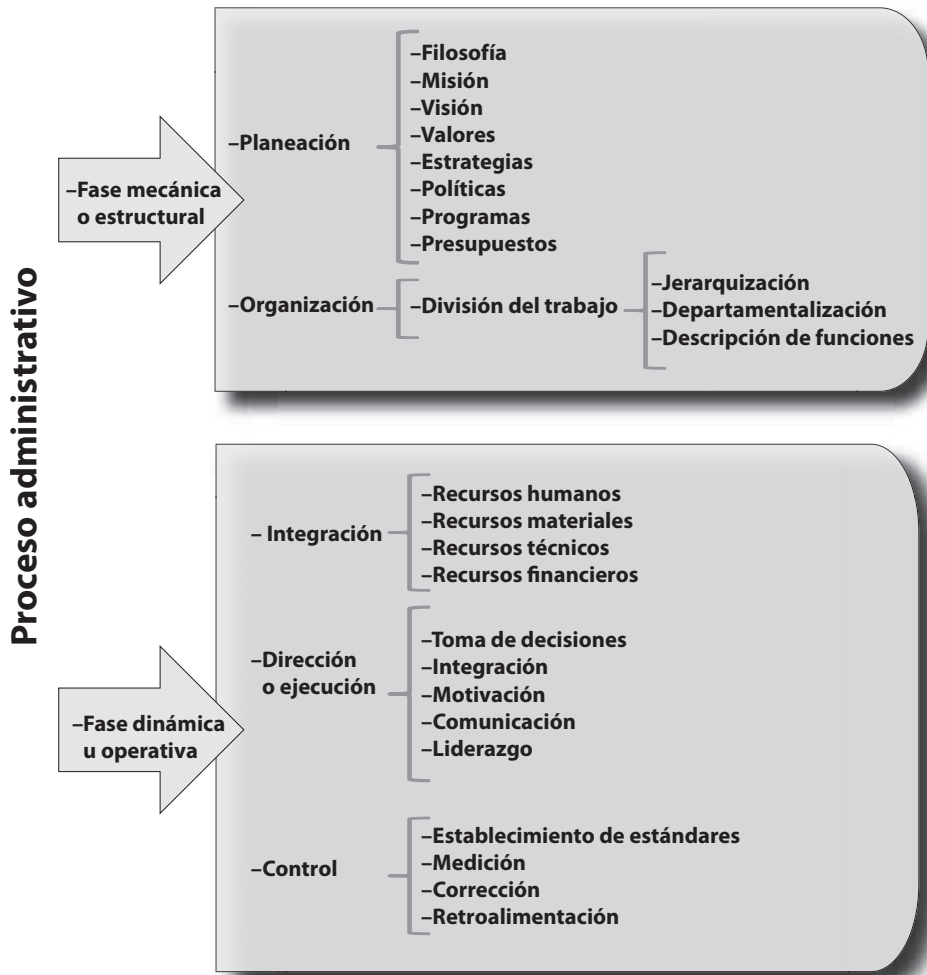 Proceso administrativo
–Fase mecánica
o estructural
–Planeación
–Filosofía
–Misión
–Visión
–Valores
–Estrategias
–Políticas
–Programas
–Presupuestos
–Organización
–División del trabajo
–Jerarquización
–Departamentalización
–Descripción de funciones
–Fase dinámica
u operativa
– Integración
–Recursos humanos
–Recursos materiales
–Recursos técnicos
–Recursos financieros
–Dirección
o ejecución
–Toma de decisiones
–Integración
–Motivación
–Comunicación
–Liderazgo
–Control
–Establecimiento de estándares
–Medición
–Corrección
–Retroalimentación